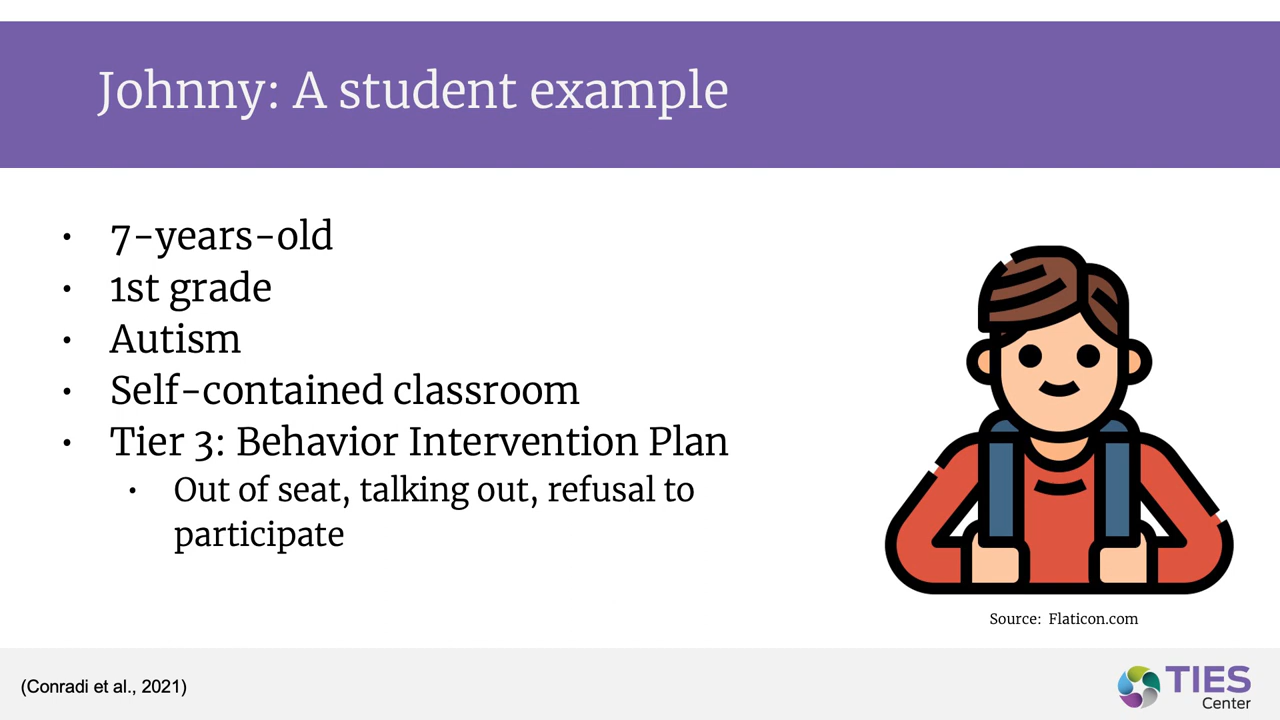 Johnny: A student example
• 7-years-old
• 1st grade
• Autism
• Self-contained classroom
• Tier 3: Behavior Intervention Plan
• Out of seat, talking out, refusal to
participate
Source: Flaticon.com
(Conradi et al., 2021)
TIES
Center